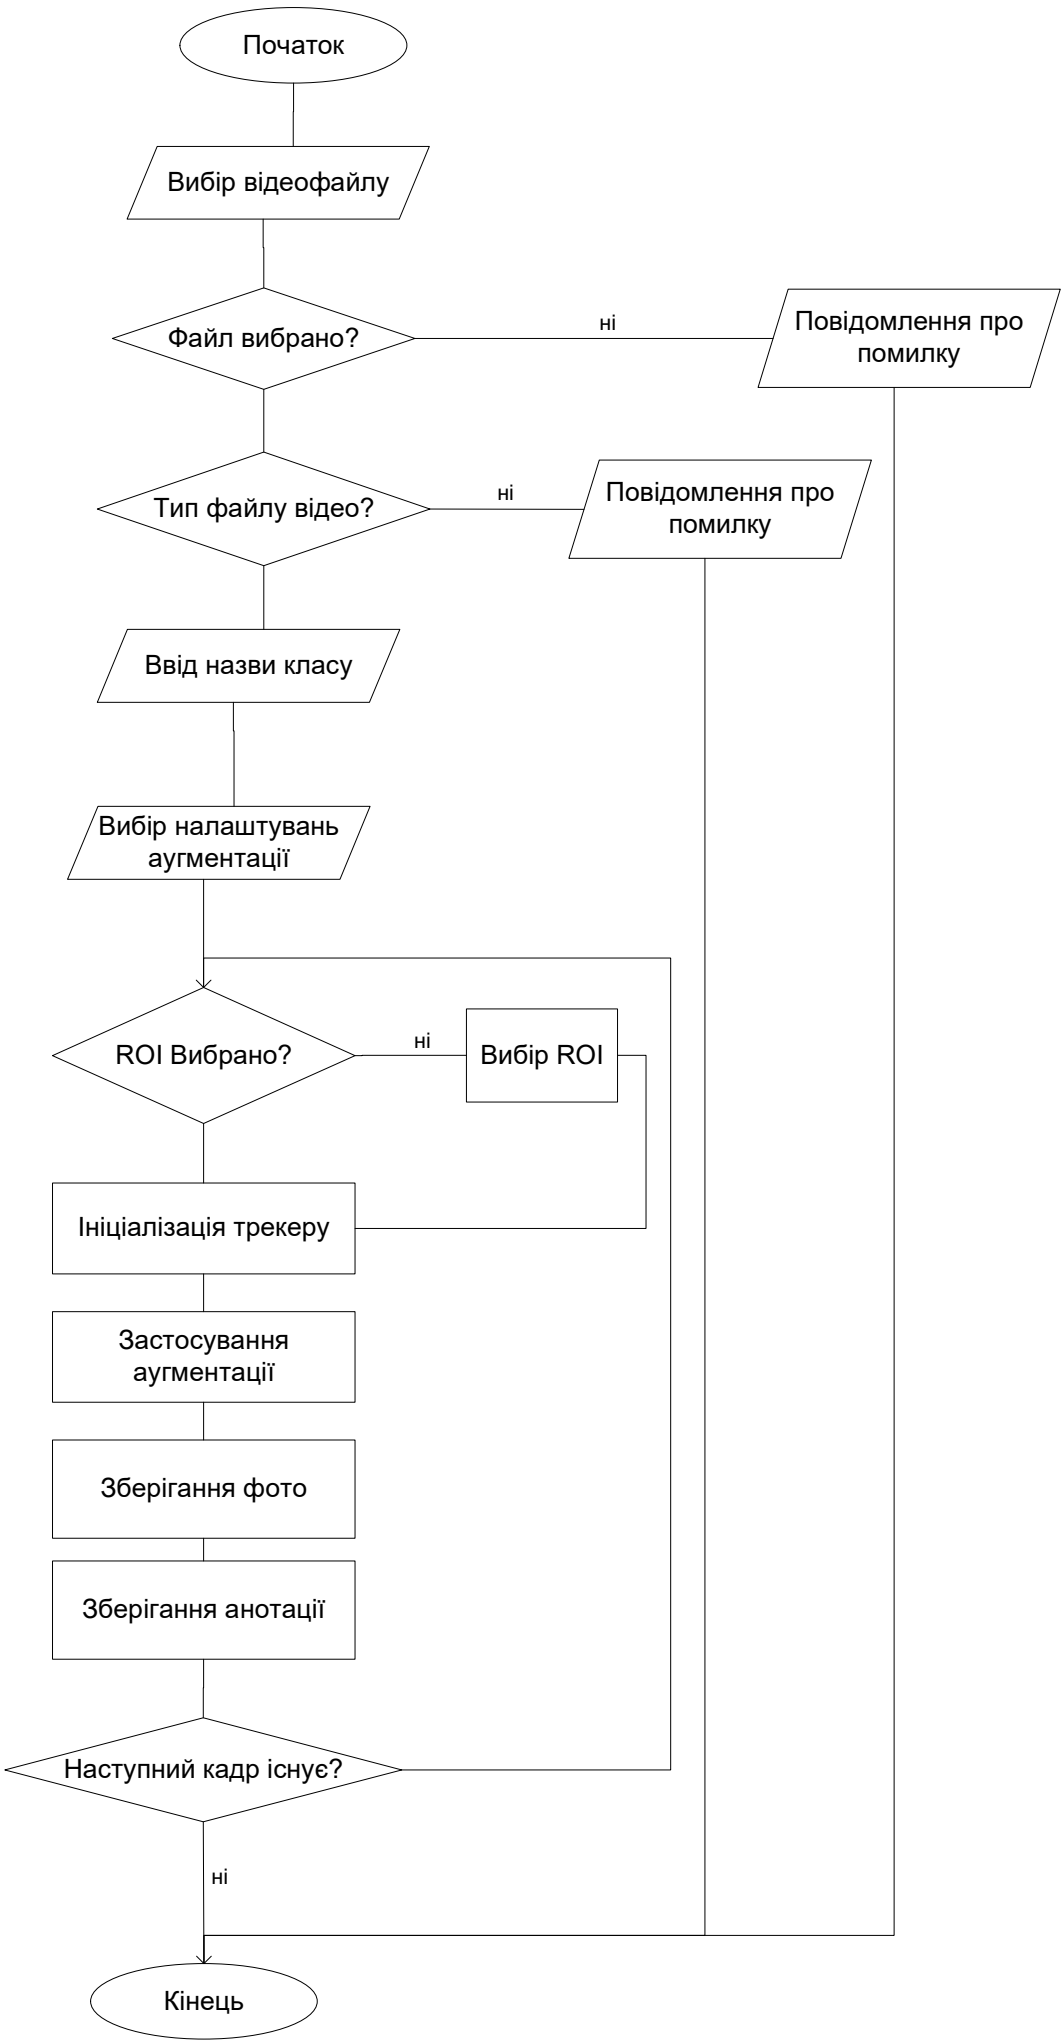 Початок
Вибір відеофайлу
Файл вибрано?
ні
Повідомлення про
помилку
Тип файлу відео?
ні
Повідомлення про
помилку
Ввід назви класу
Вибір налаштувань
аугментації
ROI Вибрано?
ні
Вибір ROI
Ініціалізація трекеру
Застосування
аугментації
Зберігання фото
Зберігання анотації
Наступний кадр існує?
ні
Кінець